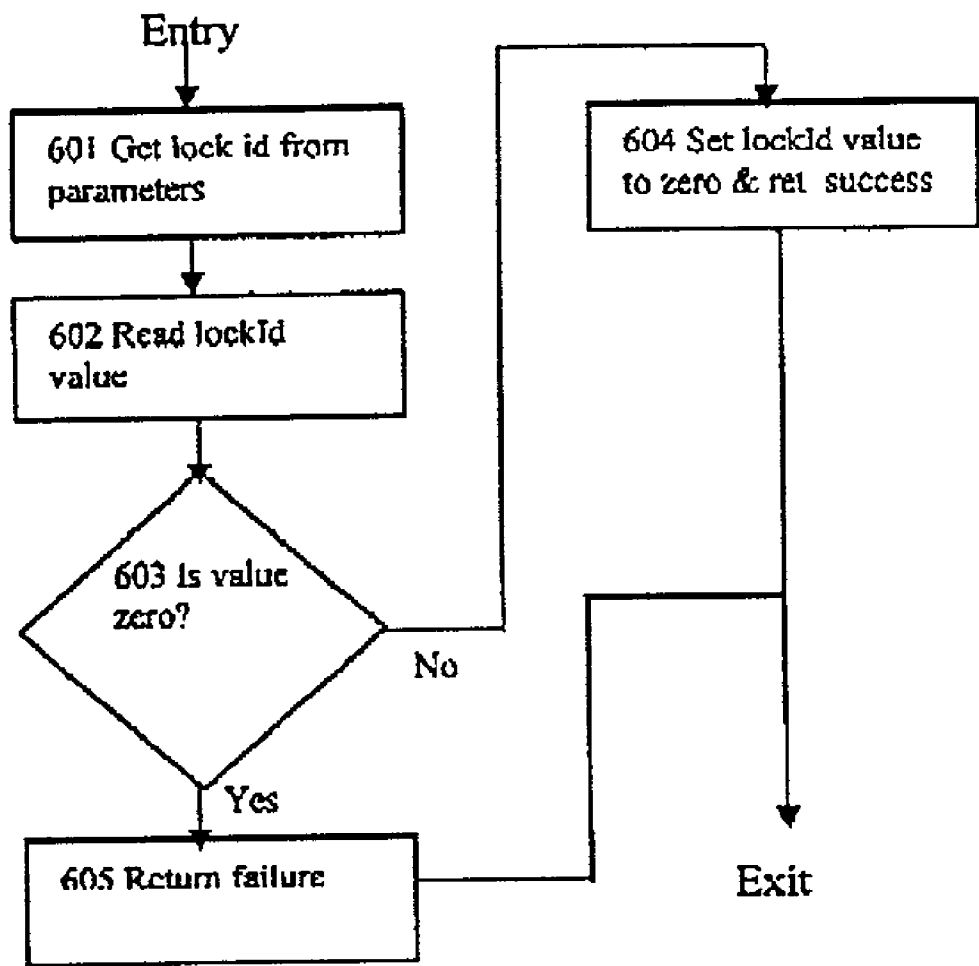 Entry
601 Get lock id from
parameters
602 Read lockId
value
603 Is value
zero?
No
Yes
605 Return failure
604 Set lockId value
to zero & ret success
Exit